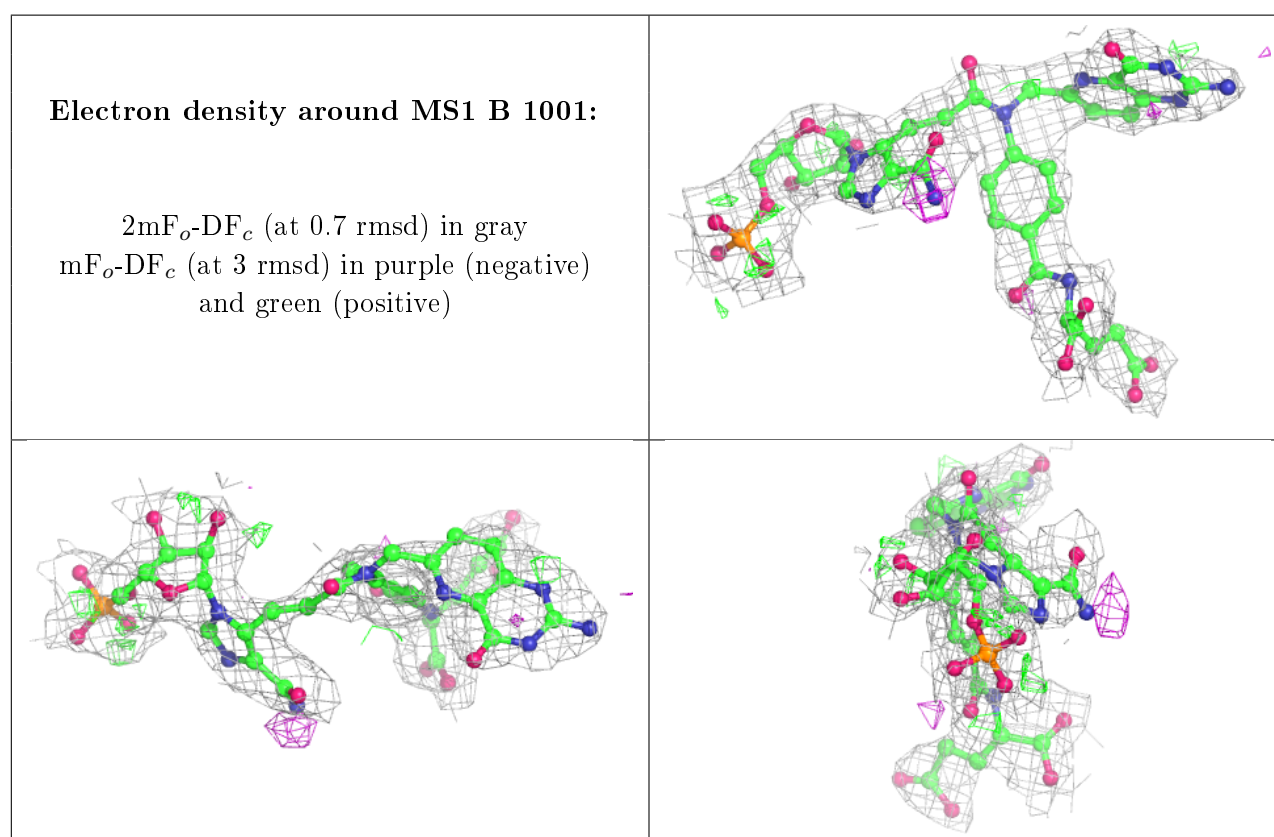 Electron density around MS1 B 1001:
2mFo-DFc (at 0.7 rmsd) in gray
mFo-DFc (at 3 rmsd) in purple (negative)
and green (positive)